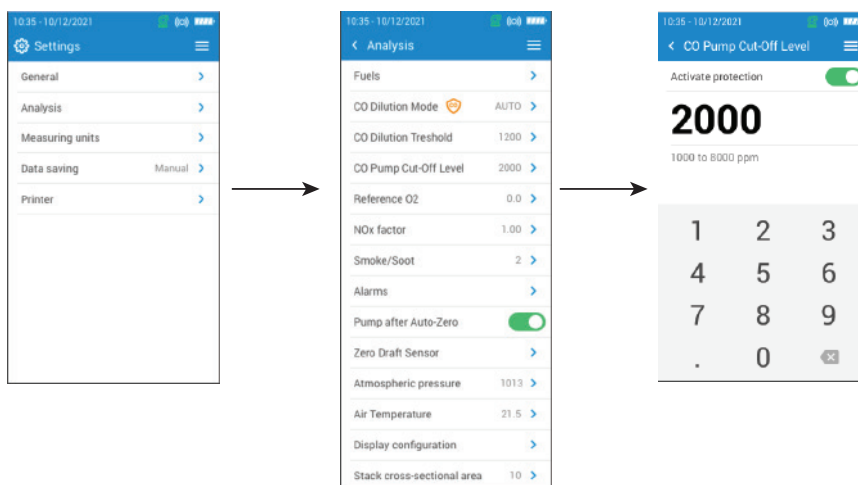 10:35 - 10/12/2021
Settings
General
Analysis
Measuring units
Data saving Manual
Printer
10:35 - 10/12/2021
Analysis
Fuels
CO Dilution Mode AUTO
CO Dilution Treshold 1200
CO Pump Cut-Off Level 2000
Reference O2 0.0
NOx factor 1.00
Smoke/Soot 2
Alarms
Pump after Auto-Zero
Zero Draft Sensor
Atmospheric pressure 1013
Air Temperature 21.5
Display configuration
Stack cross-sectional area 10
10:35 - 10/12/2021
CO Pump Cut-Off Level
Activate protection
2000
1000 to 8000 ppm
1 2 3
4 5 6
7 8 9
. 0